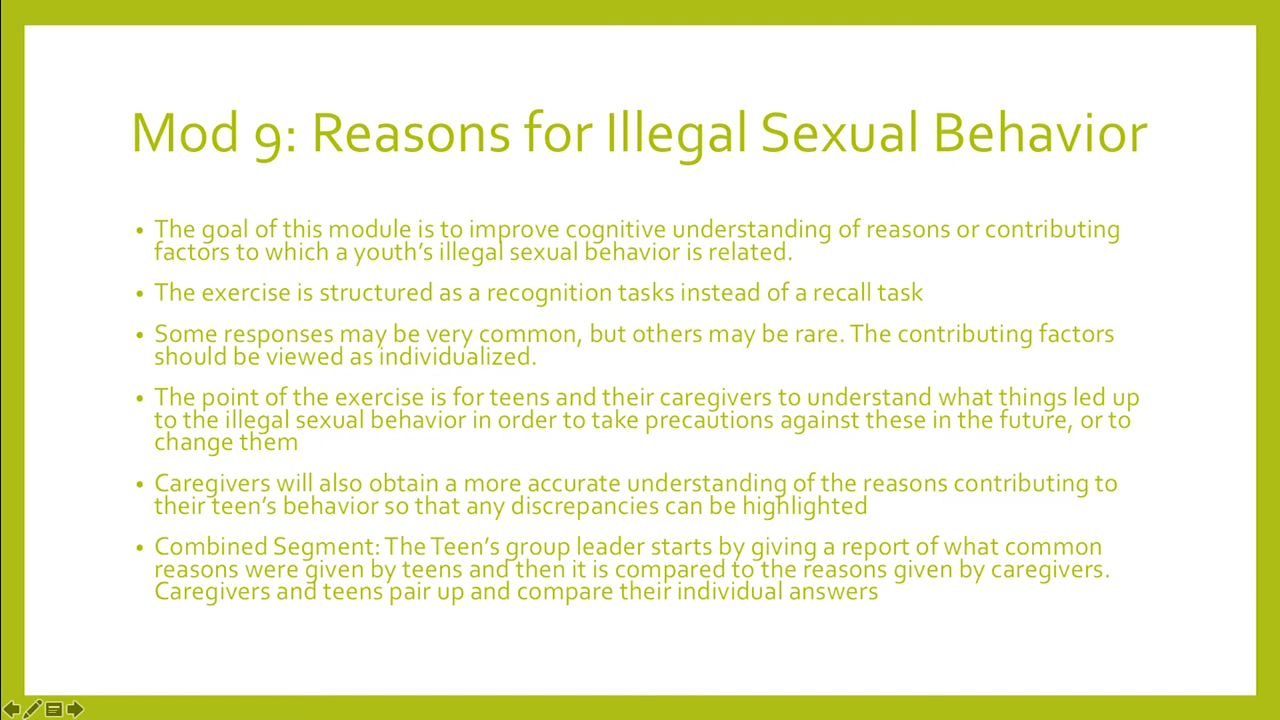 Mod 9: Reasons for Illegal Sexual Behavior
• The goal of this module is to improve cognitive understanding of reasons or contributing
factors to which a youth's illegal sexual behavior is related.
• The exercise is structured as a recognition tasks instead of a recall task
• Some responses may be very common, but others may be rare. The contributing factors
should be viewed as individualized.
• The point of the exercise is for teens and their caregivers to understand what things led up
to the illegal sexual behavior in order to take precautions against these in the future, or to
change them
• Caregivers will also obtain a more accurate understanding of the reasons contributing to
their teen's behavior so that any discrepancies can be highlighted
• Combined Segment: The Teen's group leader starts by giving a report of what common
reasons were given by teens and then it is compared to the reasons given by caregivers.
Caregivers and teens pair up and compare their individual answers